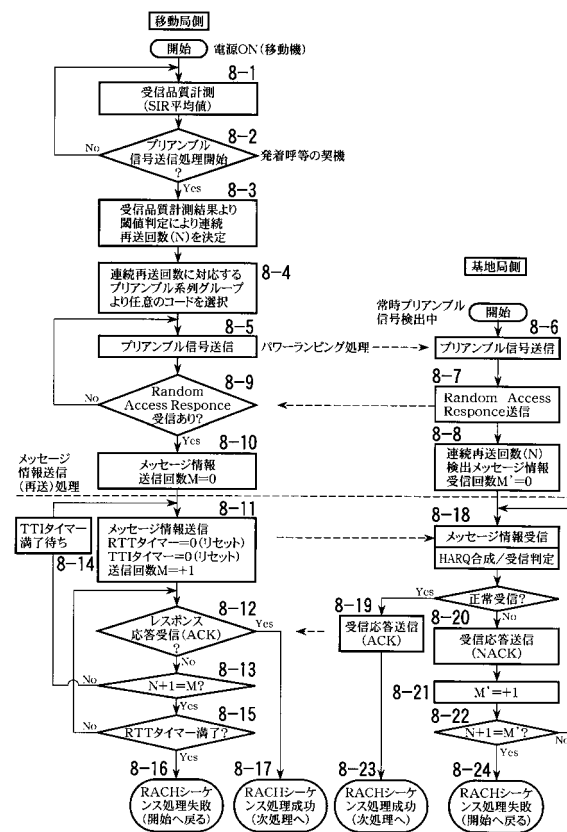 移動局側
開始
電源ON(移動機)
8-1
受信品質計測
(SIR平均値)
8-2
プリアンブル
信号送信処理開始
?
No
発着呼等の契機
Yes
8-3
受信品質計測結果より
閾値判定により連続
再送回数(N)を決定
8-4
連続再送回数に対応する
プリアンブル系列グループ
より任意のコードを選択
8-5
プリアンブル信号送信
パワーランピング処理
8-9
Random
Access Responce
受信あり?
No
Yes
8-10
メッセージ情報
送信回数M=0
メッセージ
情報送信
(再送)処理
8-11
メッセージ情報送信
RTTタイマー=0(リセット)
TTIタイマー=0(リセット)
送信回数M=+1
TTIタイマー
満了待ち
8-14
8-12
レスポンス
応答受信(ACK)
?
Yes
No
8-13
N+1=M?
No
Yes
8-15
RTTタイマー満了?
No
Yes
8-16
RACHシーケ
ンス処理失敗
(開始へ戻る)
8-17
RACHシーケ
ンス処理成功
(次処理へ)
基地局側
常時プリアンブル
信号検出中
開始
8-6
プリアンブル信号送信
8-7
Random Access
Responce送信
8-8
連続再送回数(N)
検出メッセージ情報
受信回数M'=0
8-18
メッセージ情報受信
HARQ合成/受信判定
正常受信?
Yes
No
8-19
受信応答送信
(ACK)
8-20
受信応答送信
(NACK)
8-21
M'=+1
8-22
N+1=M'?
No
Yes
8-23
RACHシーケ
ンス処理成功
(次処理へ)
8-24
RACHシーケ
ンス処理失敗
(開始へ戻る)